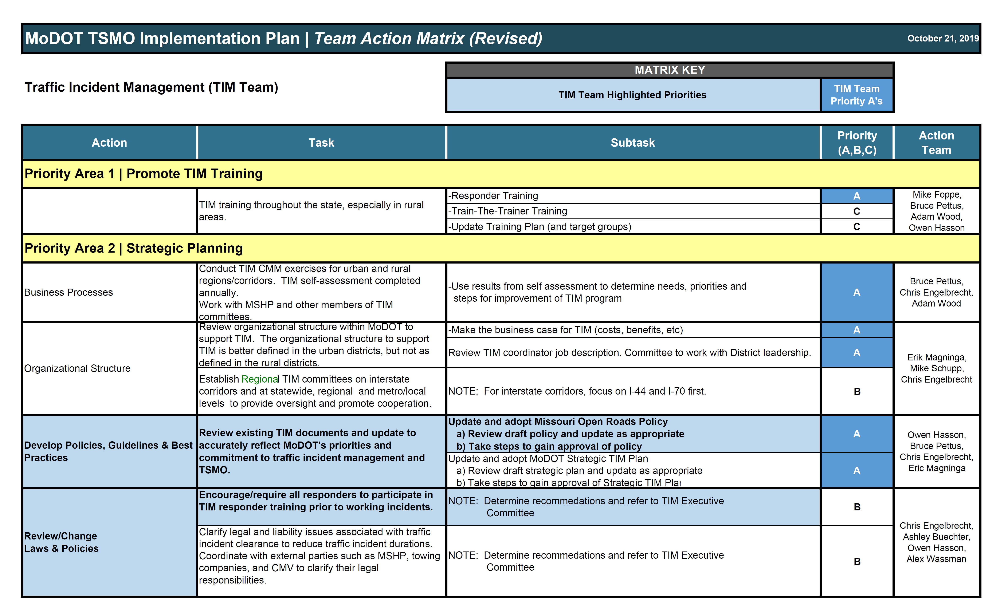 MoDOT TSMO Implementation Plan | Team Action Matrix (Revised)
October 21, 2019
Traffic Incident Management (TIM Team)
MATRIX KEY
TIM Team Highlighted Priorities
TIM Team
Priority A's
Action
Task
Subtask
Priority
(A,B,C)
Action
Team
Priority Area 1 | Promote TIM Training
TIM training throughout the state, especially in rural
areas.
-Responder Training
A
-Train-The-Trainer Training
C
-Update Training Plan (and target groups)
C
Mike Foppe,
Bruce Pettus,
Adam Wood,
Owen Hasson
Priority Area 2 | Strategic Planning
Business Processes
Conduct TIM CMM exercises for urban and rural
regions/corridors.  TIM self-assessment completed
annually.
Work with MSHP and other members of TIM
committees.
-Use results from self assessment to determine needs, priorities and
steps for improvement of TIM program
A
Bruce Pettus,
Chris Engelbrecht,
Adam Wood
Organizational Structure
Review organizational structure within MoDOT to
support TIM.  The organizational structure to support
TIM is better defined in the urban districts, but not as
defined in the rural districts.
-Make the business case for TIM (costs, benefits, etc)
A
Review TIM coordinator job description. Committee to work with District leadership.
A
Establish Regional TIM committees on interstate
corridors and at statewide, regional  and metro/local
levels  to provide oversight and promote cooperation.
NOTE:  For interstate corridors, focus on I-44 and I-70 first.
B
Erik Magninga,
Mike Schupp,
Chris Engelbrecht
Develop Policies, Guidelines & Best
Practices
Review existing TIM documents and update to
accurately reflect MoDOT's priorities and
commitment to traffic incident management and
TSMO.
Update and adopt Missouri Open Roads Policy
a) Review draft policy and update as appropriate
b) Take steps to gain approval of policy
A
Update and adopt MoDOT Strategic TIM Plan
a) Review draft strategic plan and update as appropriate
b) Take steps to gain approval of Strategic TIM Plan
A
Owen Hasson,
Bruce Pettus,
Chris Engelbrecht,
Eric Magninga
Review/Change
Laws & Policies
Encourage/require all responders to participate in
TIM responder training prior to working incidents.
NOTE:  Determine recommedations and refer to TIM Executive
Committee
B
Clarify legal and liability issues associated with traffic
incident clearance to reduce traffic incident durations.
Coordinate with external parties such as MSHP, towing
companies, and CMV to clarify their legal
responsibilities.
NOTE:  Determine recommedations and refer to TIM Executive
Committee
B
Chris Engelbrecht,
Ashley Buechter,
Owen Hasson,
Alex Wassman